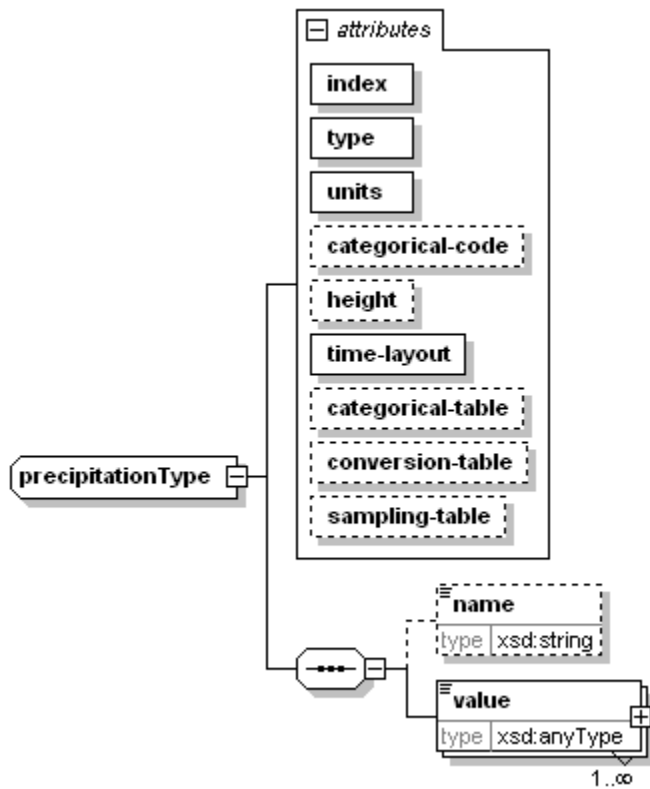 attributes
index
type
units
categorical-code
height
time-layout
categorical-table
conversion-table
sampling-table
precipitationType
name
type xsd:string
value
type xsd:anyType
1..∞